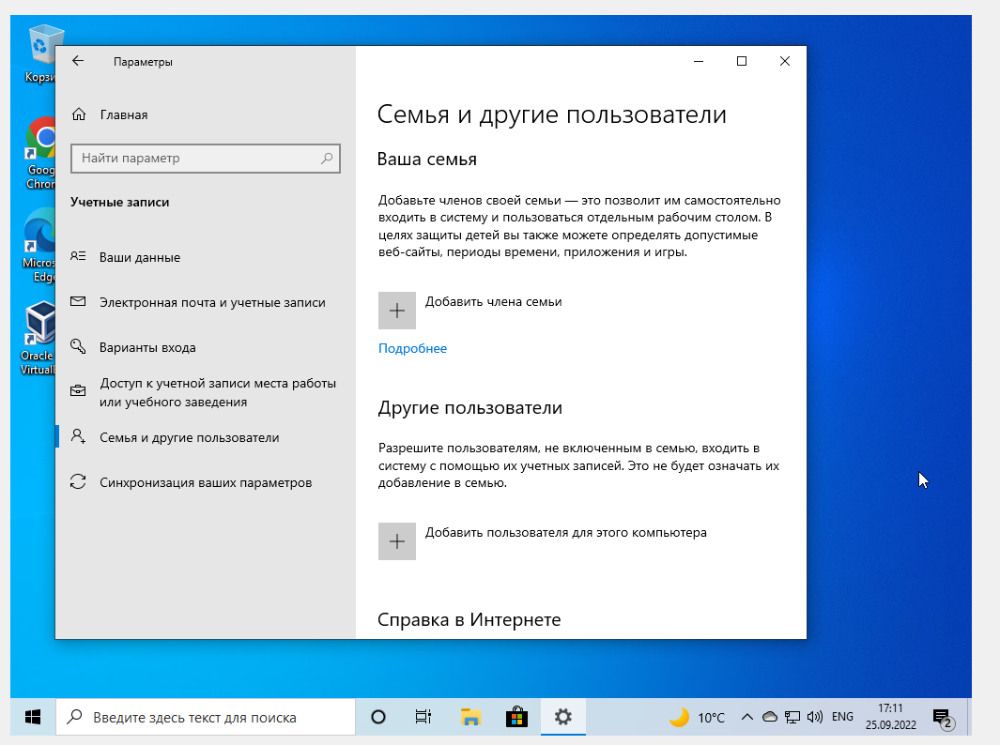 Корзи
Goog
Chron
Micros
Edge
Oracle
VirtualB
Параметры
Главная
Найти параметр
Учетные записи
Ваши данные
Электронная почта и учетные записи
Варианты входа
Доступ к учетной записи места работы
или учебного заведения
Семья и другие пользователи
Синхронизация ваших параметров
Семья и другие пользователи
Ваша семья
Добавьте членов своей семьи — это позволит им самостоятельно
входить в систему и пользоваться отдельным рабочим столом. В
целях защиты детей вы также можете определять допустимые
веб-сайты, периоды времени, приложения и игры.
Добавить члена семьи
Подробнее
Другие пользователи
Разрешите пользователям, не включенным в семью, входить в
систему с помощью их учетных записей. Это не будет означать их
добавление в семью.
Добавить пользователя для этого компьютера
Справка в Интернете
Введите здесь текст для поиска
10°C
ENG
17:11
25.09.2022
2